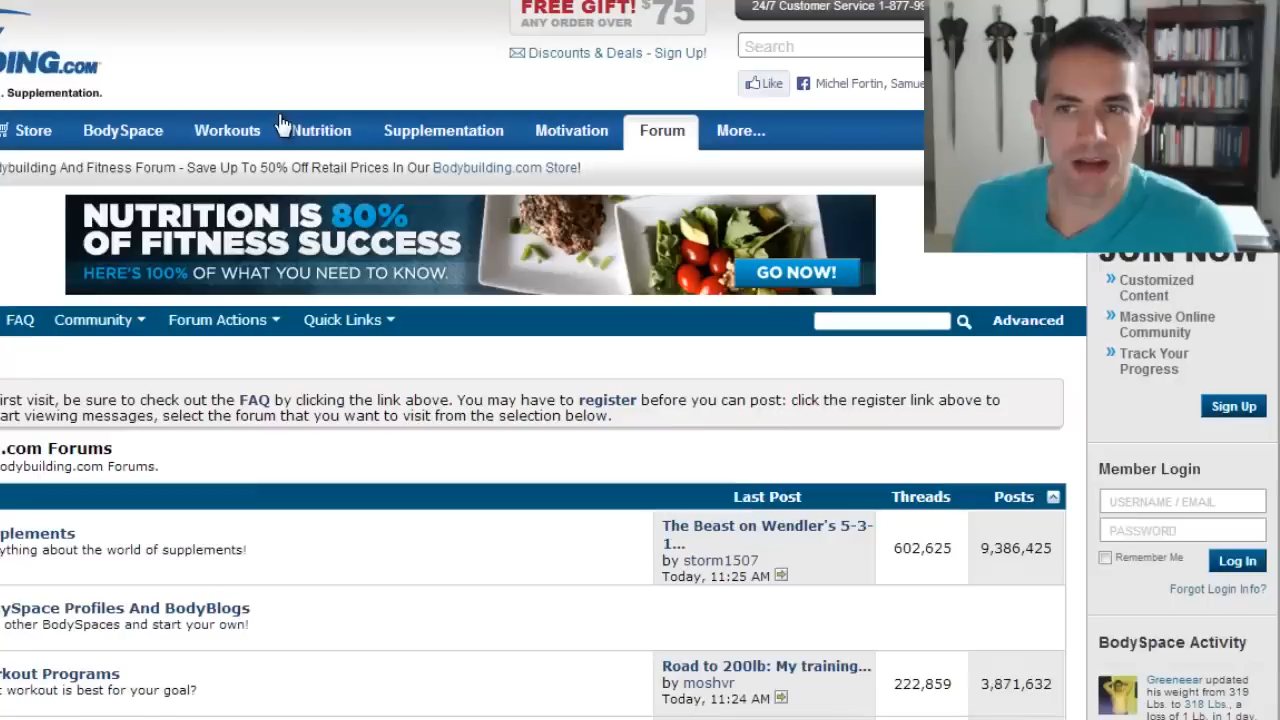 FREE GIFT! $75
ANY ORDER OVER
24/7 Customer Service 1-877-99
Discounts & Deals - Sign Up!
Search
DING.COM
. Supplementation.
Like
Michel Fortin, Samue
Store
BodySpace
Workouts
Nutrition
Supplementation
Motivation
Forum
More...
ybuilding And Fitness Forum - Save Up To 50% Off Retail Prices In Our Bodybuilding.com Store!
NUTRITION IS 80%
OF FITNESS SUCCESS
HERE'S 100% OF WHAT YOU NEED TO KNOW.
GO NOW!
JOIN NOW
Customized
Content
Massive Online
Community
Track Your
Progress
Sign Up
FAQ
Community
Forum Actions
Quick Links
Advanced
irst visit, be sure to check out the FAQ by clicking the link above. You may have to register before you can post: click the register link above to
art viewing messages, select the forum that you want to visit from the selection below.
.com Forums
odybuilding.com Forums.
Last Post
Threads
Posts
plements
ything about the world of supplements!
The Beast on Wendler's 5-3-
1...
by storm1507
Today, 11:25 AM
602,625
9,386,425
ySpace Profiles And BodyBlogs
other BodySpaces and start your own!
rkout Programs
t workout is best for your goal?
Road to 200lb: My training...
by moshvr
Today, 11:24 AM
222,859
3,871,632
Member Login
USERNAME / EMAIL
PASSWORD
Remember Me
Log In
Forgot Login Info?
BodySpace Activity
Greeneear updated
his weight from 319
Lbs. to 318 Lbs., a
loss of 1 Lb. in 1 day.